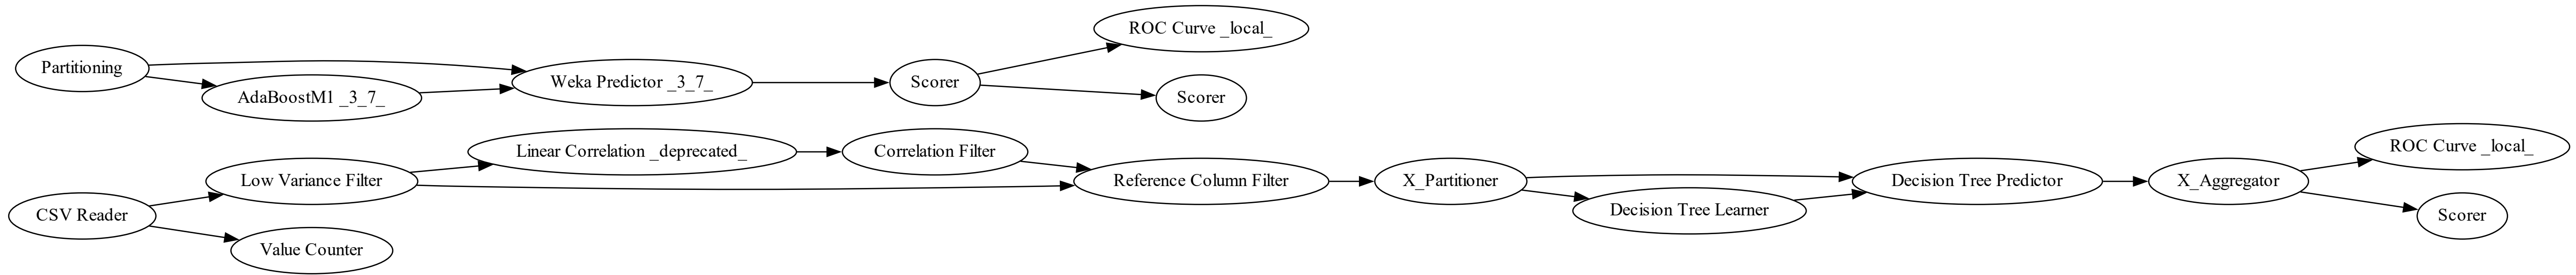 Partitioning
AdaBoostM1 _3_7_
Weka Predictor _3_7_
Scorer
ROC Curve _local_
Scorer
CSV Reader
Low Variance Filter
Value Counter
Linear Correlation _deprecated_
Correlation Filter
Reference Column Filter
X_Partitioner
Decision Tree Learner
Decision Tree Predictor
X_Aggregator
ROC Curve _local_
Scorer